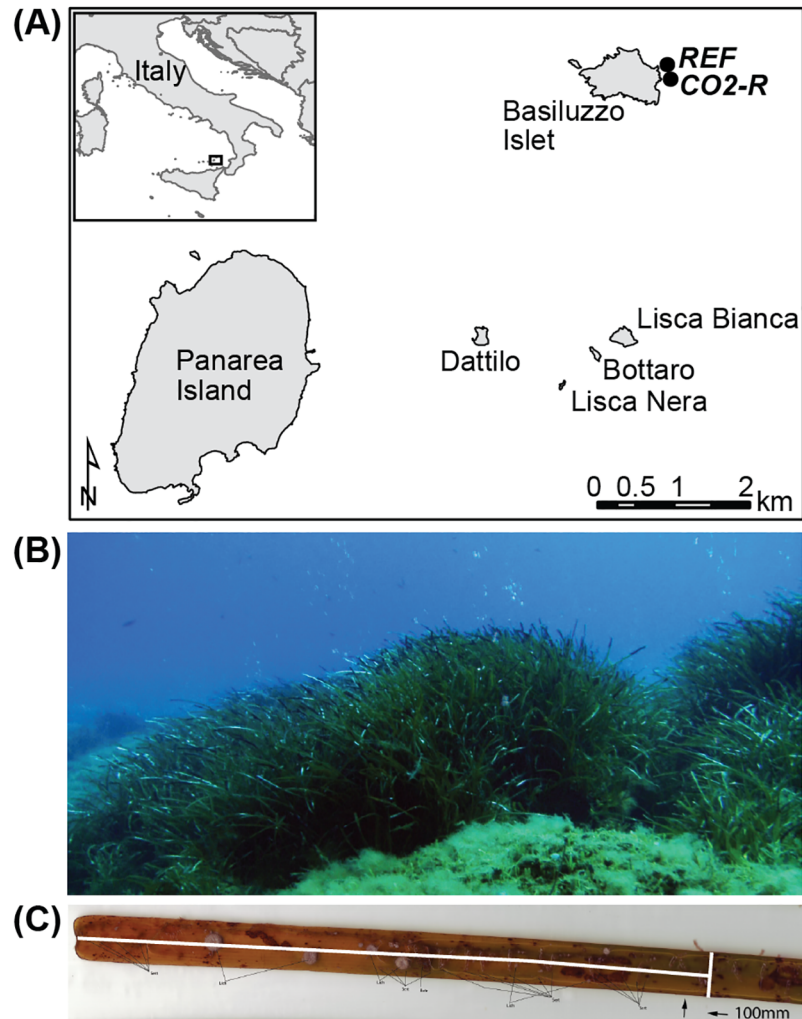 (A)
Italy
REF
CO2-R
Basiluzzo
Islet
Lisca Bianca
Panarea
Island
Dattilo
Bottaro
Lisca Nera
N
0 0.5 1 2
km
(B)
(C)
100mm